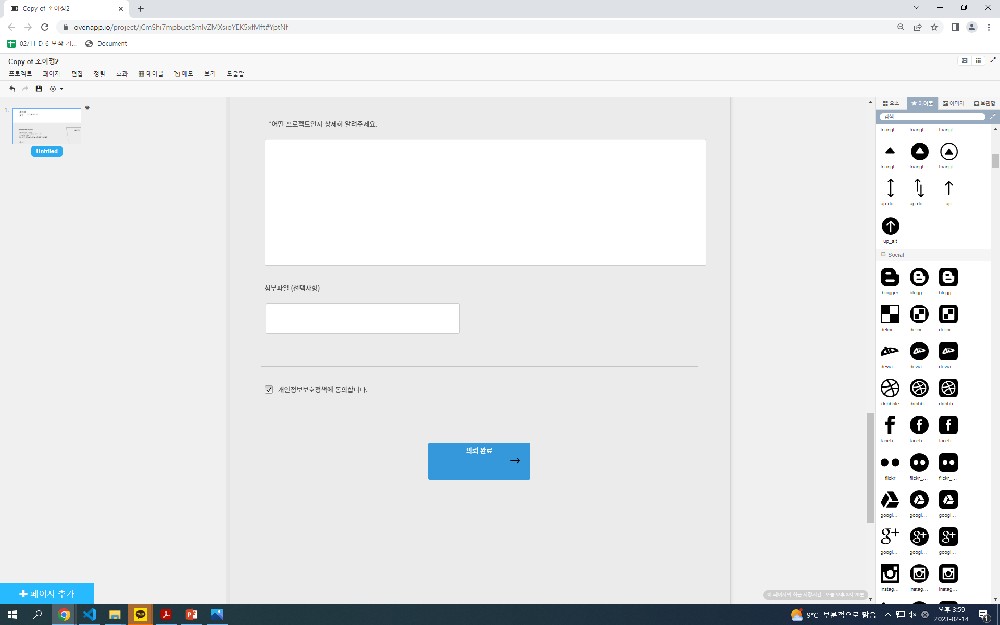 Copy of 소이정2
ovenapp.io/project/jCmShi7mpbuctSmIvZMXsioYEK5xfMft#YptNf
02/11 D-6 모작 기...
Document
Copy of 소이정2
프로젝트 페이지 편집 정렬 효과 테이블 메모 보기 도움말
1.
Untitled
*어떤 프로젝트인지 상세히 알려주세요.
첨부파일 (선택사항)
개인정보보호정책에 동의합니다.
의뢰 완료
요소 아이콘 이미지 보관함
검색
triangl... triangl... triangl...
triangl... triangl... triangl...
up-do... up-do... up
up_alt
Social
blogger blogg... blogg...
delici... delici... delici...
devia... devia... devia...
dribbble dribbb... dribbb...
faceb... faceb... faceb...
flickr flickr_... flickr_...
googl... googl... googl...
googl... googl... googl...
instag... instag... instag...
페이지 추가
이 페이지의 최근 저장시간 : 오늘 오후 3시 29분
TALK
9°C 부분적으로 맑음
오후 3:59
2023-02-14
1